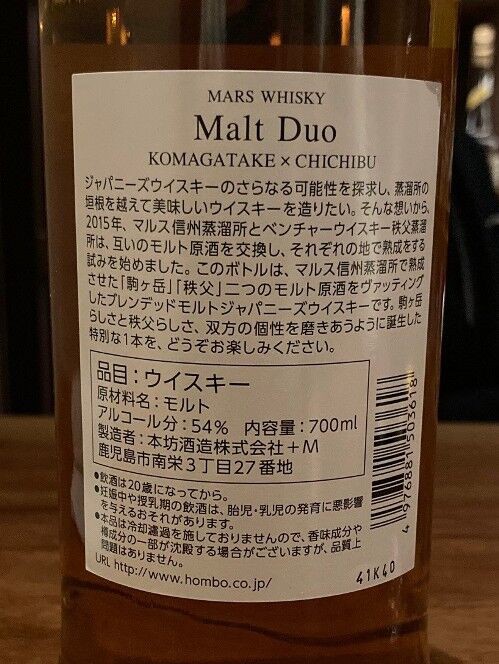 MARS WHISKY
Malt Duo
KOMAGATAKE × CHICHIBU
ジャパニーズウイスキーのさらなる可能性を探求し、蒸溜所の
垣根を越えて美味しいウイスキーを造りたい。そんな想いから、
2015年、マルス信州蒸溜所とベンチャーウイスキー秩父蒸溜
所は、互いのモルト原酒を交換し、それぞれの地で熟成をする
試みを始めました。このボトルは、マルス信州蒸溜所で熟成
させた「駒ヶ岳」「秩父」二つのモルト原酒をヴァッティング
したブレンデッドモルトジャパニーズウイスキーです。駒ヶ岳
らしさと秩父らしさ、双方の個性を磨きあうように誕生した
特別な1本を、どうぞお楽しみください。
品目：ウイスキー
原材料名：モルト
アルコール分：54% 内容量：700ml
製造者：本坊酒造株式会社＋M
鹿児島市南栄3丁目27番地
●飲酒は20歳になってから。
●妊娠中や授乳期の飲酒は、胎児・乳児の発育に悪影響
を与えるおそれがあります。
●本品は冷却濾過を施しておりませんので、香味成分や
樽成分の一部が沈殿する場合がございますが、品質上
問題はありません。
URL http://www.hombo.co.jp/
4 976881 503618
41K40